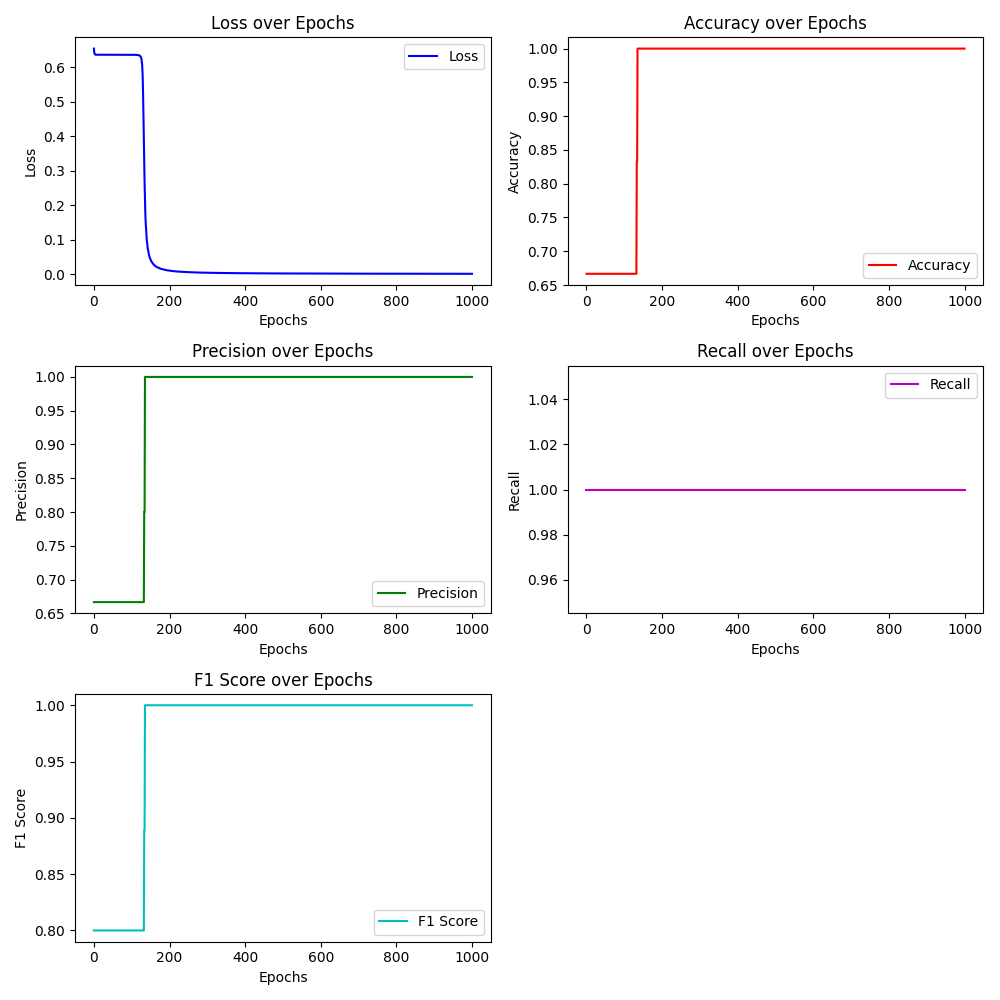 Loss over Epochs
Loss
0.6
0.5
0.4
0.3
0.2
0.1
0.0
Loss
0 200 400 600 800 1000
Epochs
Accuracy over Epochs
Accuracy
1.00
0.95
0.90
0.85
0.80
0.75
0.70
0.65
Accuracy
0 200 400 600 800 1000
Epochs
Precision over Epochs
Precision
1.00
0.95
0.90
0.85
0.80
0.75
0.70
0.65
Precision
0 200 400 600 800 1000
Epochs
Recall over Epochs
Recall
1.04
1.02
1.00
0.98
0.96
Recall
0 200 400 600 800 1000
Epochs
F1 Score over Epochs
F1 Score
1.00
0.95
0.90
0.85
0.80
F1 Score
0 200 400 600 800 1000
Epochs